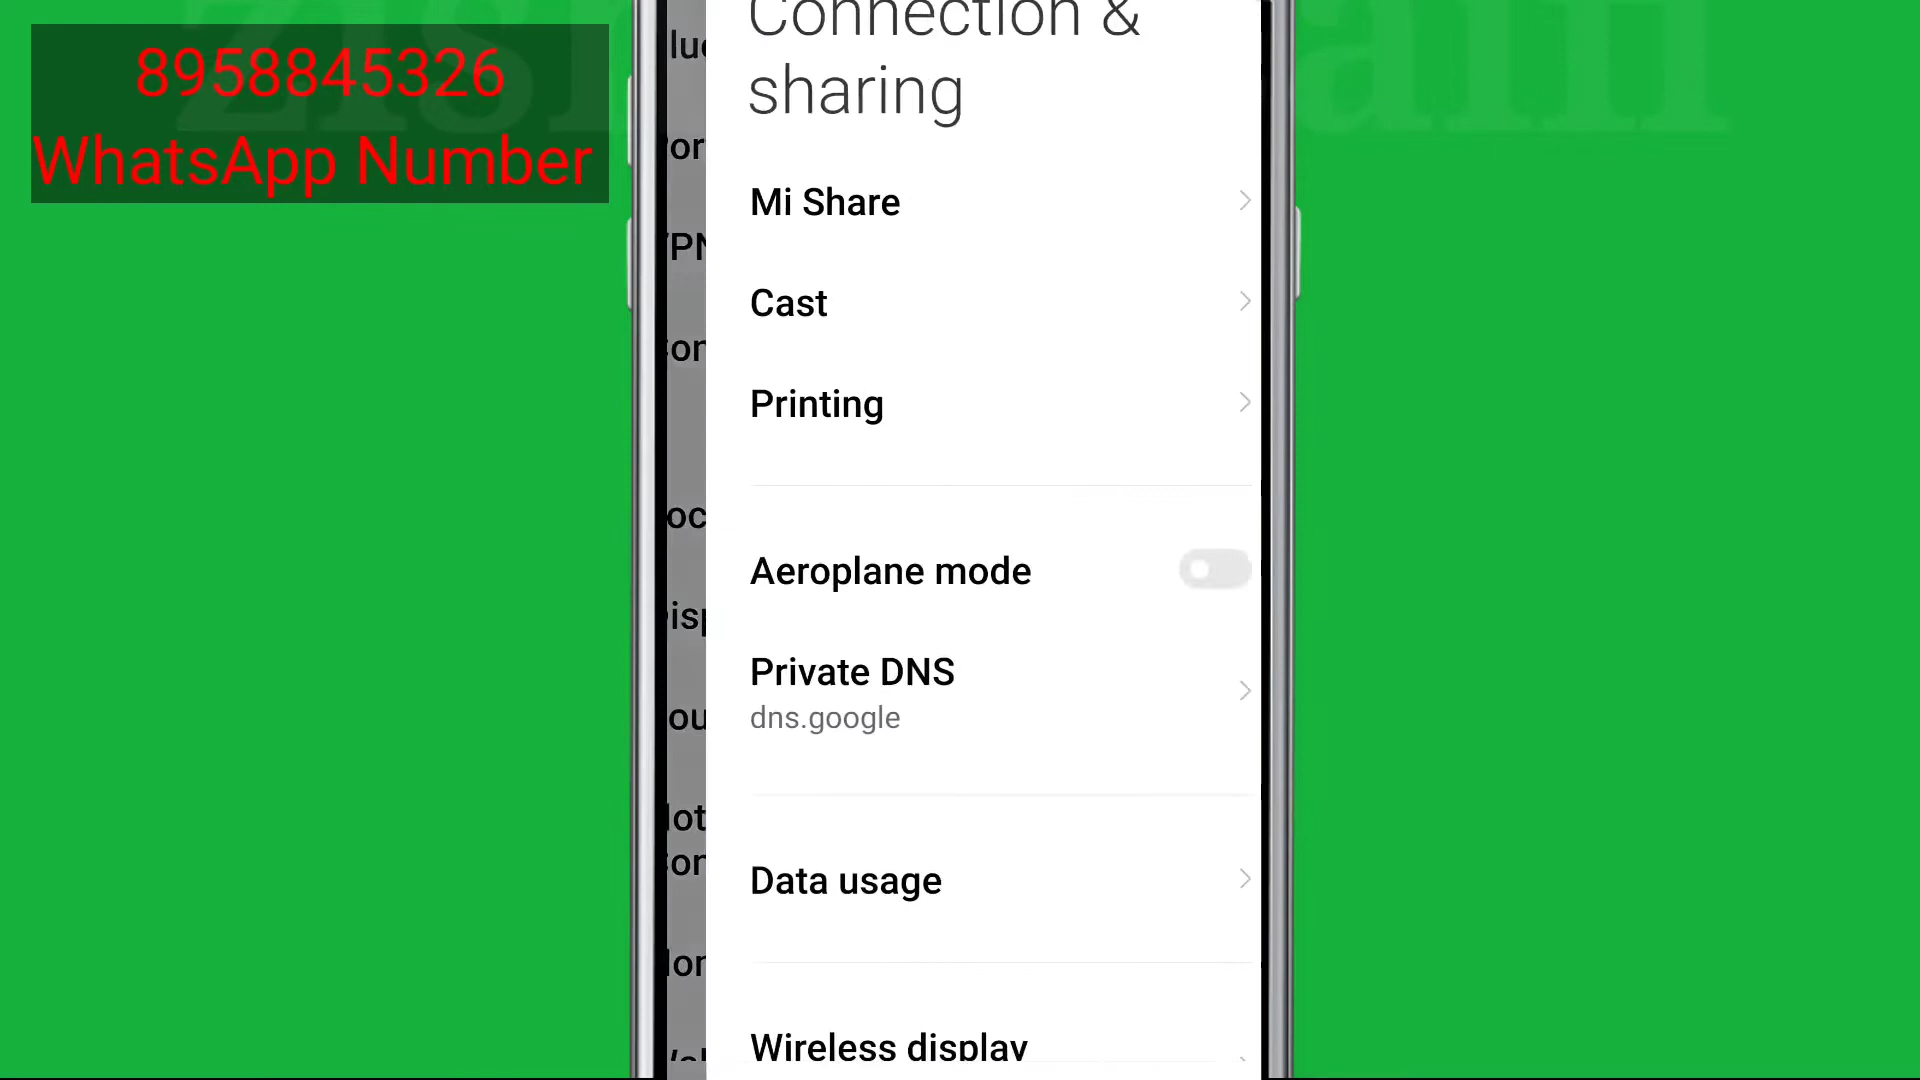 8958845326
WhatsApp Number
Connection &
sharing
Mi Share
Cast
Printing
Aeroplane mode
Private DNS
dns.google
Data usage
Wireless display